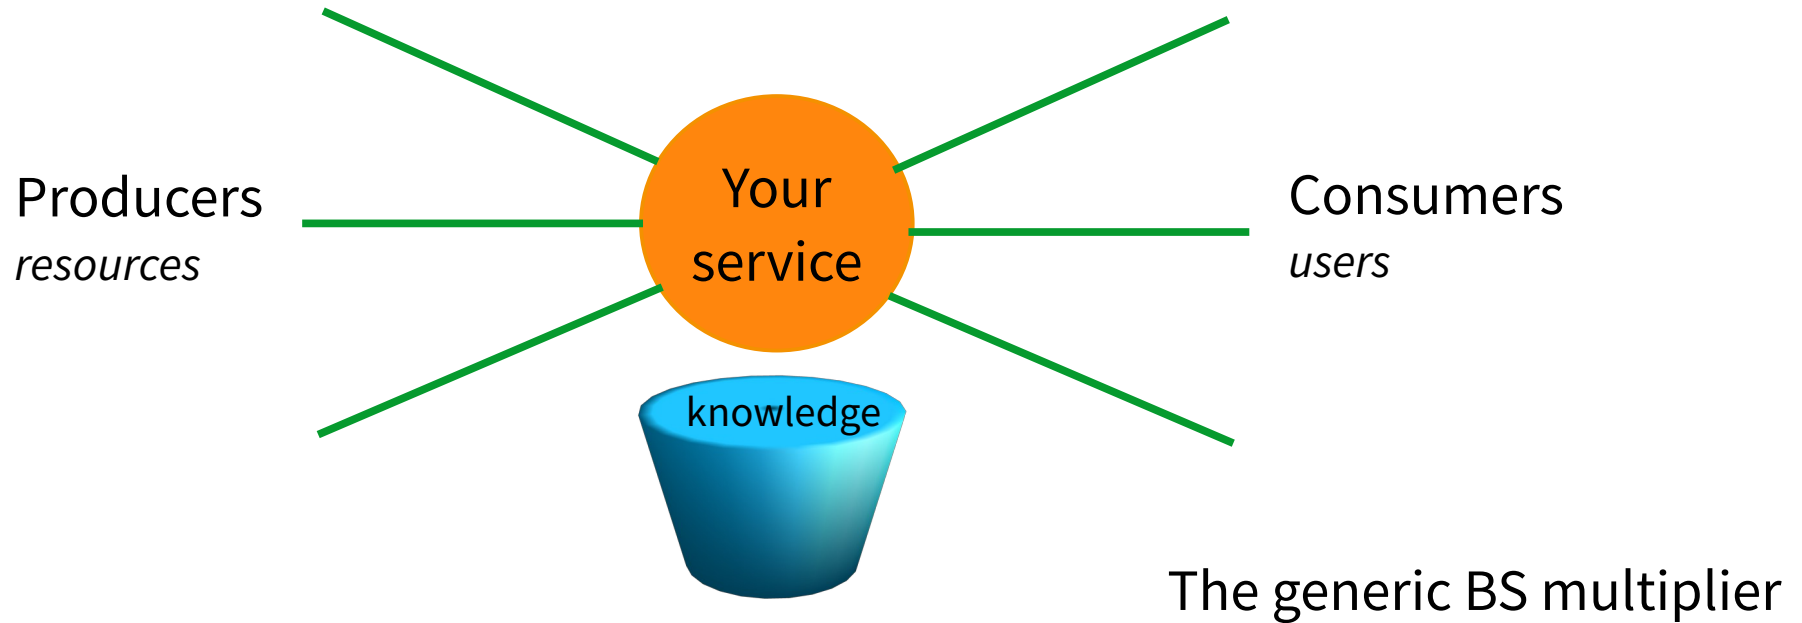 Producers
resources
Your
service
knowledge
Consumers
users
The generic BS multiplier